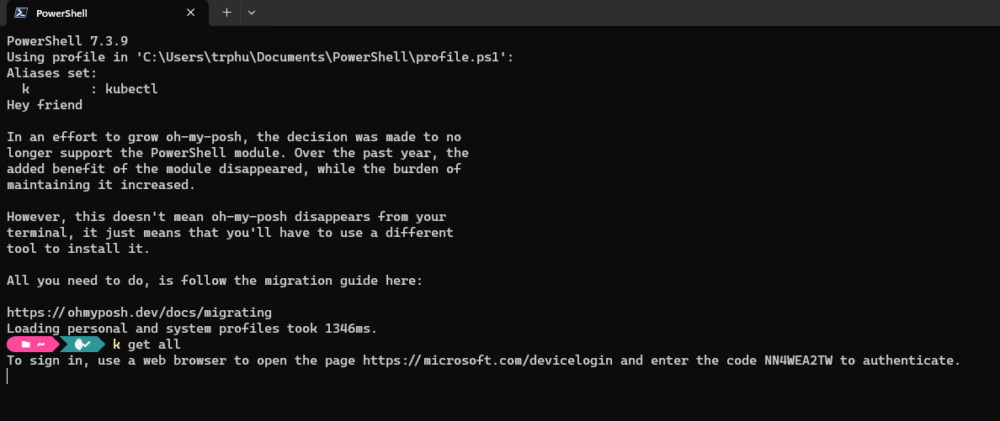 PowerShell
PowerShell 7.3.9
Using profile in 'C:\Users\trphu\Documents\PowerShell\profile.ps1':
Aliases set:
  k        : kubectl
Hey friend

In an effort to grow oh-my-posh, the decision was made to no
longer support the PowerShell module. Over the past year, the
added benefit of the module disappeared, while the burden of
maintaining it increased.

However, this doesn't mean oh-my-posh disappears from your
terminal, it just means that you'll have to use a different
tool to install it.

All you need to do, is follow the migration guide here:

https://ohmyposh.dev/docs/migrating
Loading personal and system profiles took 1346ms.
~ k get all
To sign in, use a web browser to open the page https://microsoft.com/devicelogin and enter the code NN4WEA2TW to authenticate.